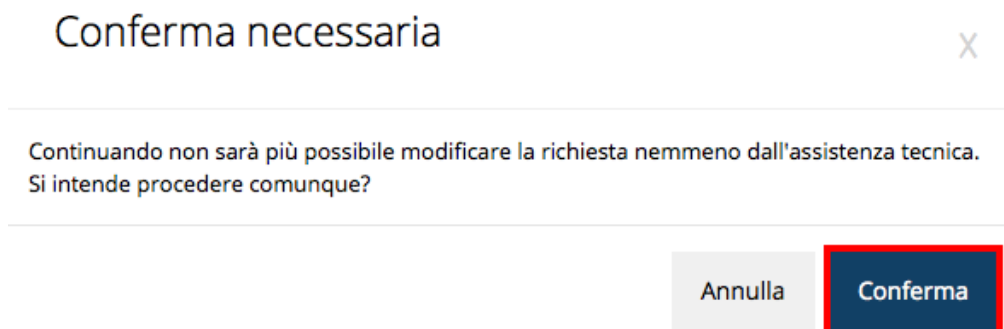 Conferma necessaria
X
Continuando non sarà più possibile modificare la richiesta nemmeno dall'assistenza tecnica.
Si intende procedere comunque?
Annulla
Conferma